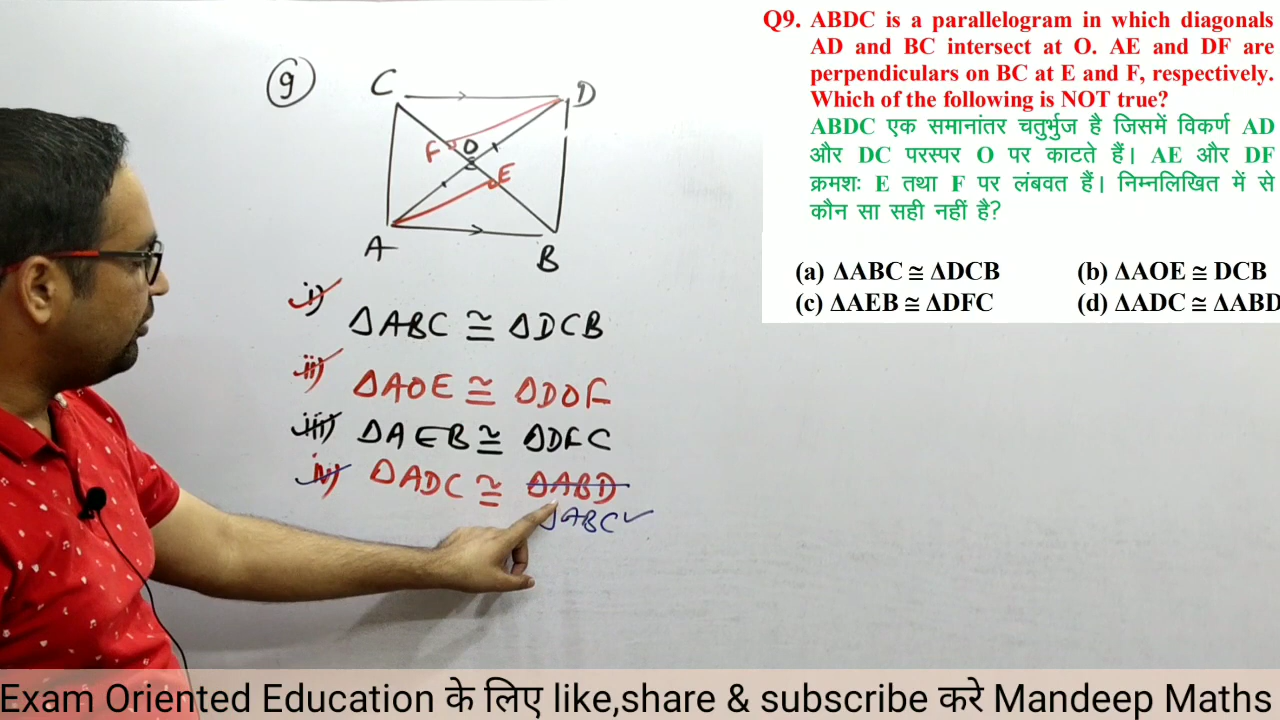 Q9. ABDC is a parallelogram in which diagonals
AD and BC intersect at O. AE and DF are
perpendiculars on BC at E and F, respectively.
Which of the following is NOT true?
ABDC एक समानांतर चतुर्भुज है जिसमें विकर्ण AD
और DC परस्पर O पर काटते हैं। AE और DF
क्रमशः E तथा F पर लंबवत हैं। निम्नलिखित में से
कौन सा सही नहीं है?
(a) ΔABC ≅ ΔDCB (b) ΔAOE ≅ DCB
(c) ΔAEB ≅ ΔDFC (d) ΔADC ≅ ΔABD
9
C D
F O
E
A B
i) ΔABC ≅ ΔDCB
ii) ΔAOE ≅ ΔDOF
iii) ΔAEB ≅ ΔDFC
iv) ΔADC ≅ ΔABD
ΔABC ✓
Exam Oriented Education के लिए like,share & subscribe करे Mandeep Maths